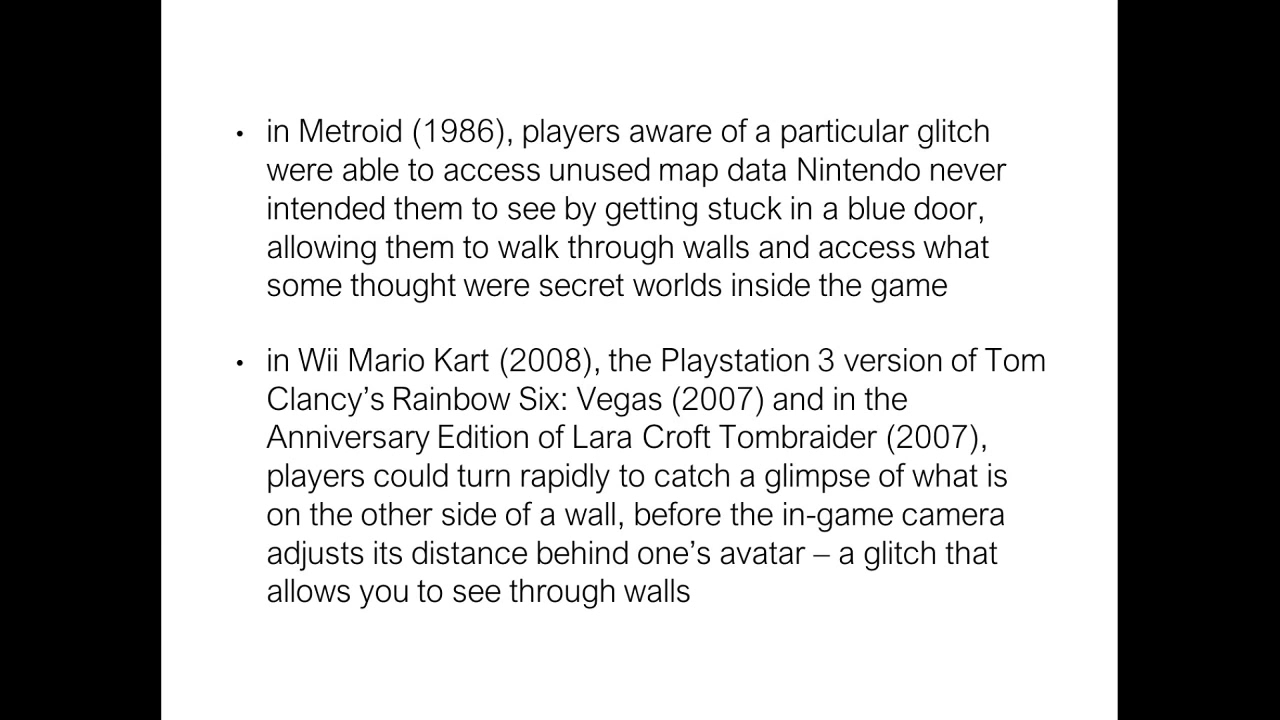 • in Metroid (1986), players aware of a particular glitch
were able to access unused map data Nintendo never
intended them to see by getting stuck in a blue door,
allowing them to walk through walls and access what
some thought were secret worlds inside the game
• in Wii Mario Kart (2008), the Playstation 3 version of Tom
Clancy’s Rainbow Six: Vegas (2007) and in the
Anniversary Edition of Lara Croft Tombraider (2007),
players could turn rapidly to catch a glimpse of what is
on the other side of a wall, before the in-game camera
adjusts its distance behind one’s avatar – a glitch that
allows you to see through walls